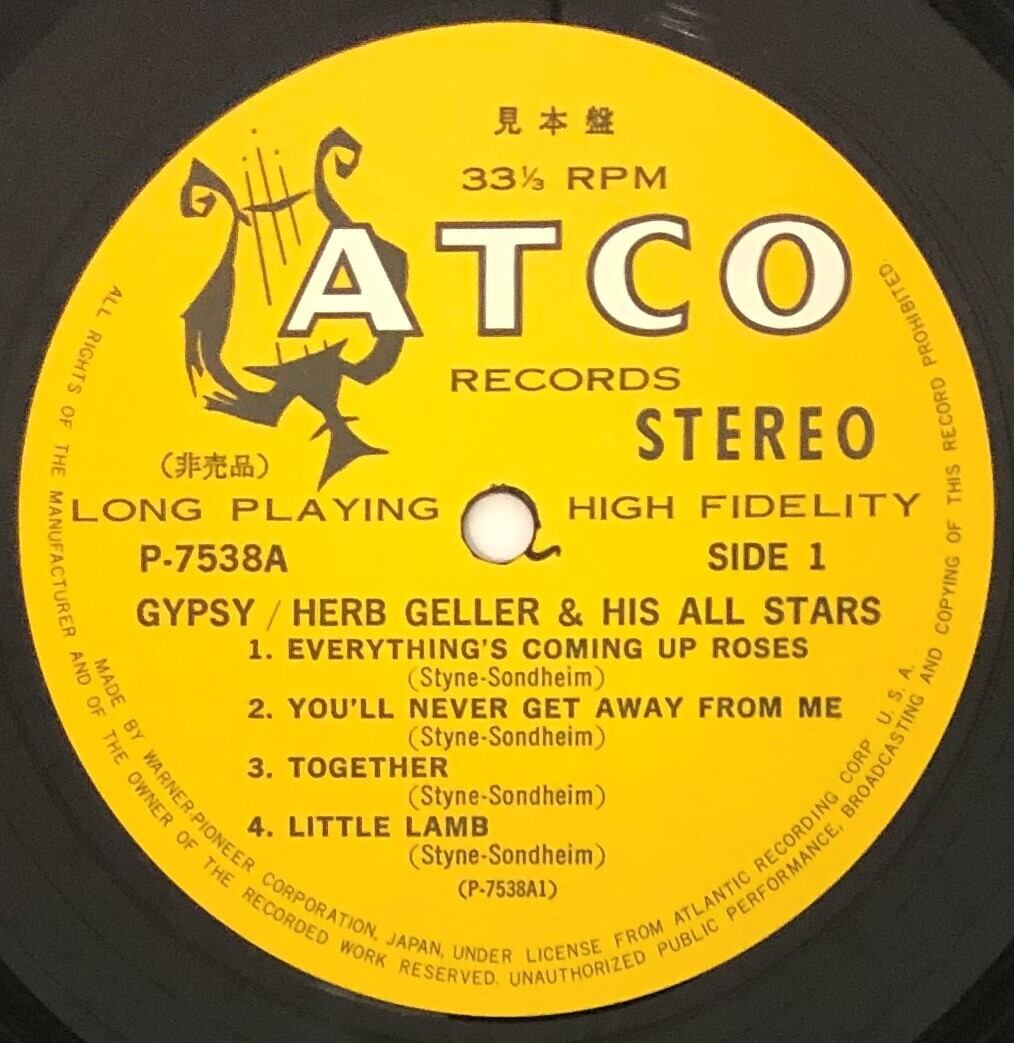 見本盤
33⅓ RPM
ATCO
RECORDS
STEREO
(非売品)
LONG PLAYING HIGH FIDELITY
P-7538A SIDE 1
GYPSY / HERB GELLER & HIS ALL STARS
1. EVERYTHING'S COMING UP ROSES
(Styne-Sondheim)
2. YOU'LL NEVER GET AWAY FROM ME
(Styne-Sondheim)
3. TOGETHER
(Styne-Sondheim)
4. LITTLE LAMB
(Styne-Sondheim)
(P-7538A1)
MADE BY WARNER-PIONEER CORPORATION, JAPAN, UNDER LICENSE FROM ATLANTIC RECORDING CORP. U. S. A.
ALL RIGHTS OF THE MANUFACTURER AND OF THE OWNER OF THE RECORDED WORK RESERVED. UNAUTHORIZED PUBLIC PERFORMANCE, BROADCASTING AND COPYING OF THIS RECORD PROHIBITED.